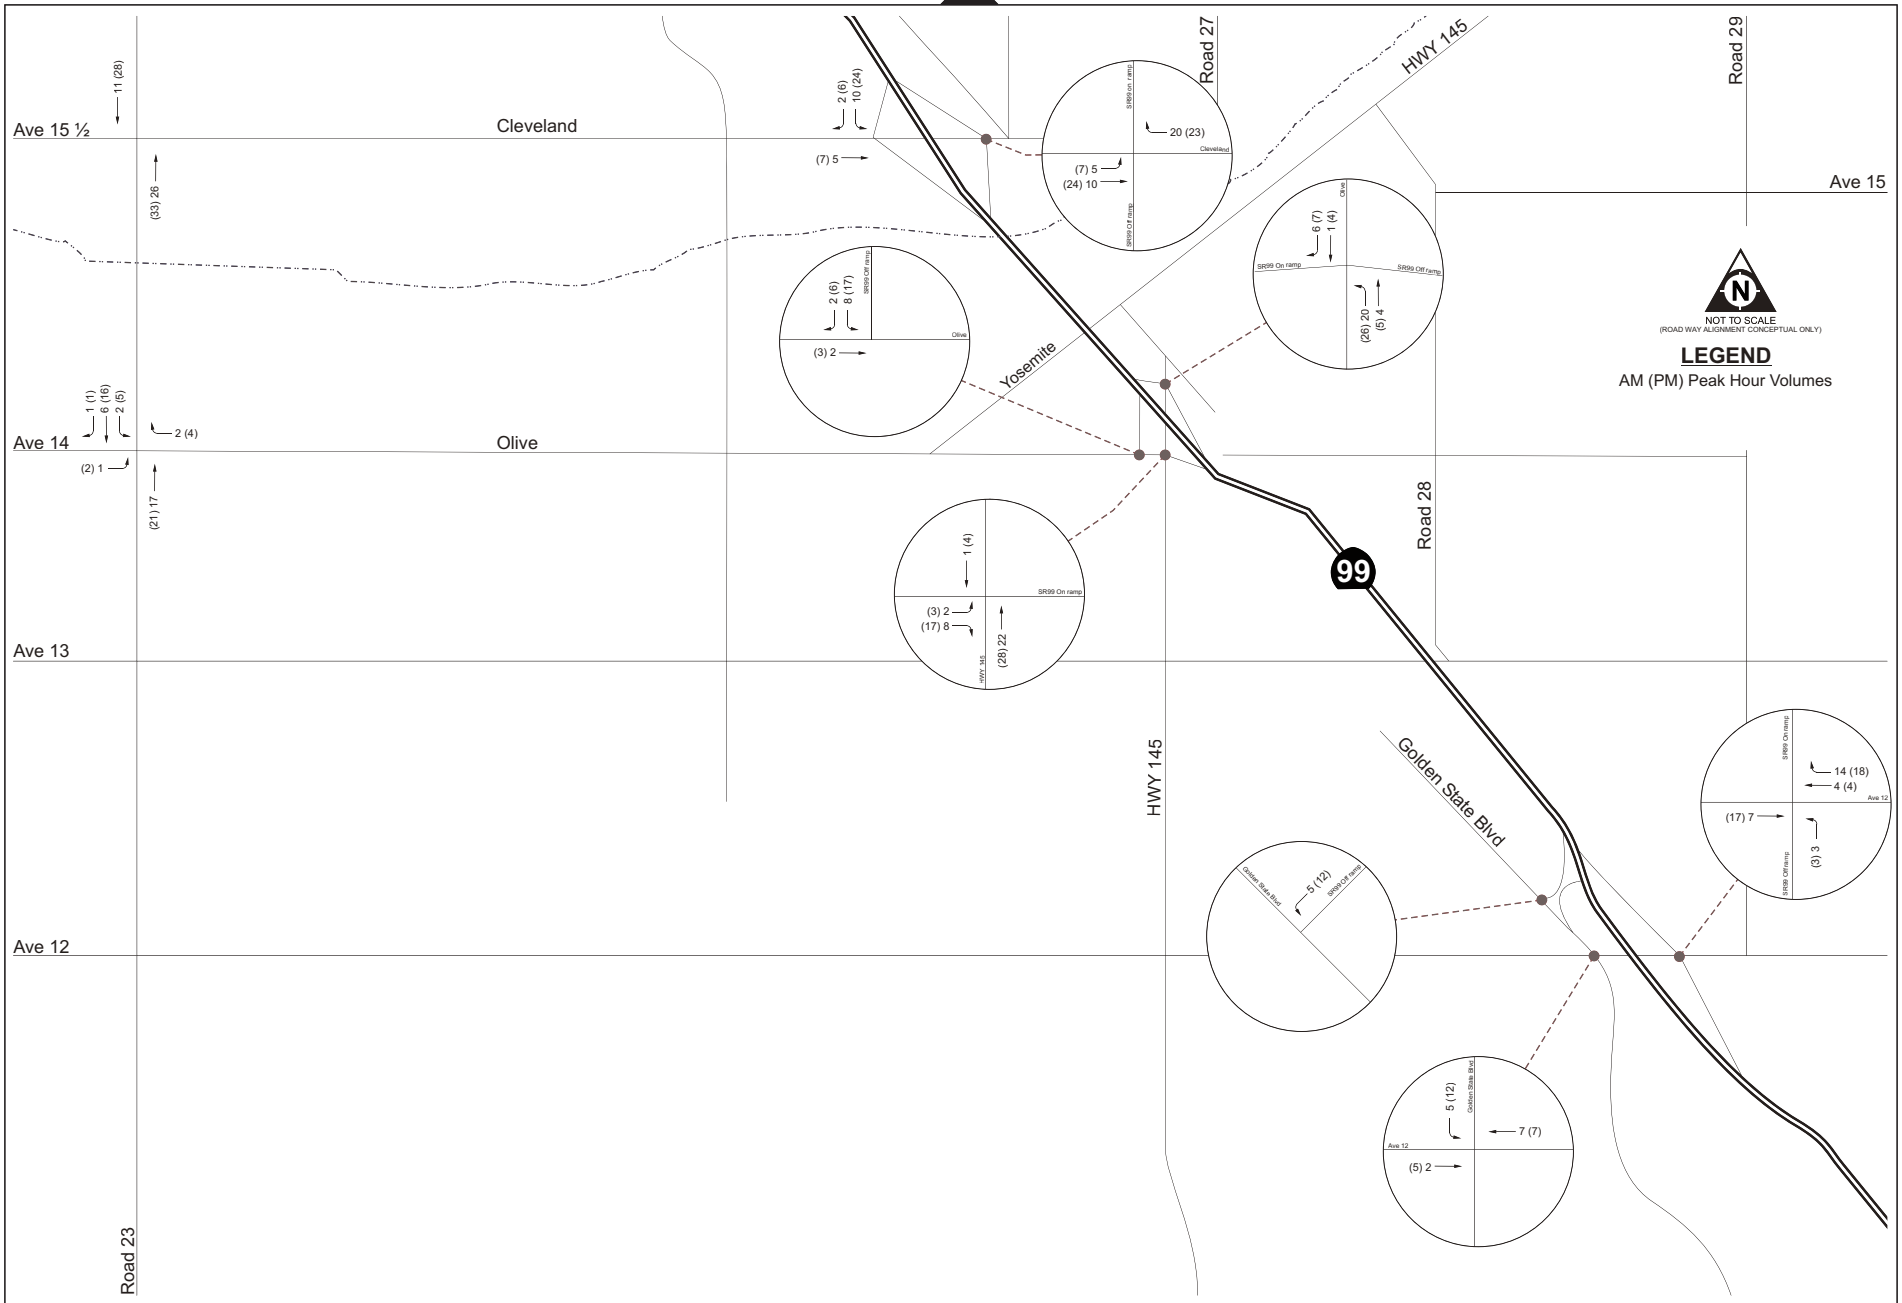 Road 27
HWY 145
Road 29
11 (28)
2 (6)
10 (24)
SR99 on ramp
20 (23)
Ave 15 ½
Cleveland
(7) 5
Cleveland
(7) 5
(24) 10
SR99 Off ramp
(33) 26
Ave 15
Olive
6 (7)
1 (4)
SR99 On ramp
SR99 Off ramp
(26) 20
(5) 4
SR99 Off ramp
2 (6)
8 (17)
Olive
(3) 2
N
NOT TO SCALE
(ROAD WAY ALIGNMENT CONCEPTUAL ONLY)
LEGEND
AM (PM) Peak Hour Volumes
Yosemite
1 (1)
6 (16)
2 (5)
2 (4)
Ave 14
Olive
(2) 1
(21) 17
Road 28
1 (4)
SR99 On ramp
(3) 2
(17) 8
HWY 145
(28) 22
99
Ave 13
HWY 145
Golden State Blvd
SR99 On ramp
14 (18)
4 (4)
Ave 12
(17) 7
(3) 3
SR99 Off ramp
Golden State Blvd
5 (12)
SR99 Off ramp
Ave 12
5 (12)
Golden State Blvd
7 (7)
Ave 12
(5) 2
Road 23